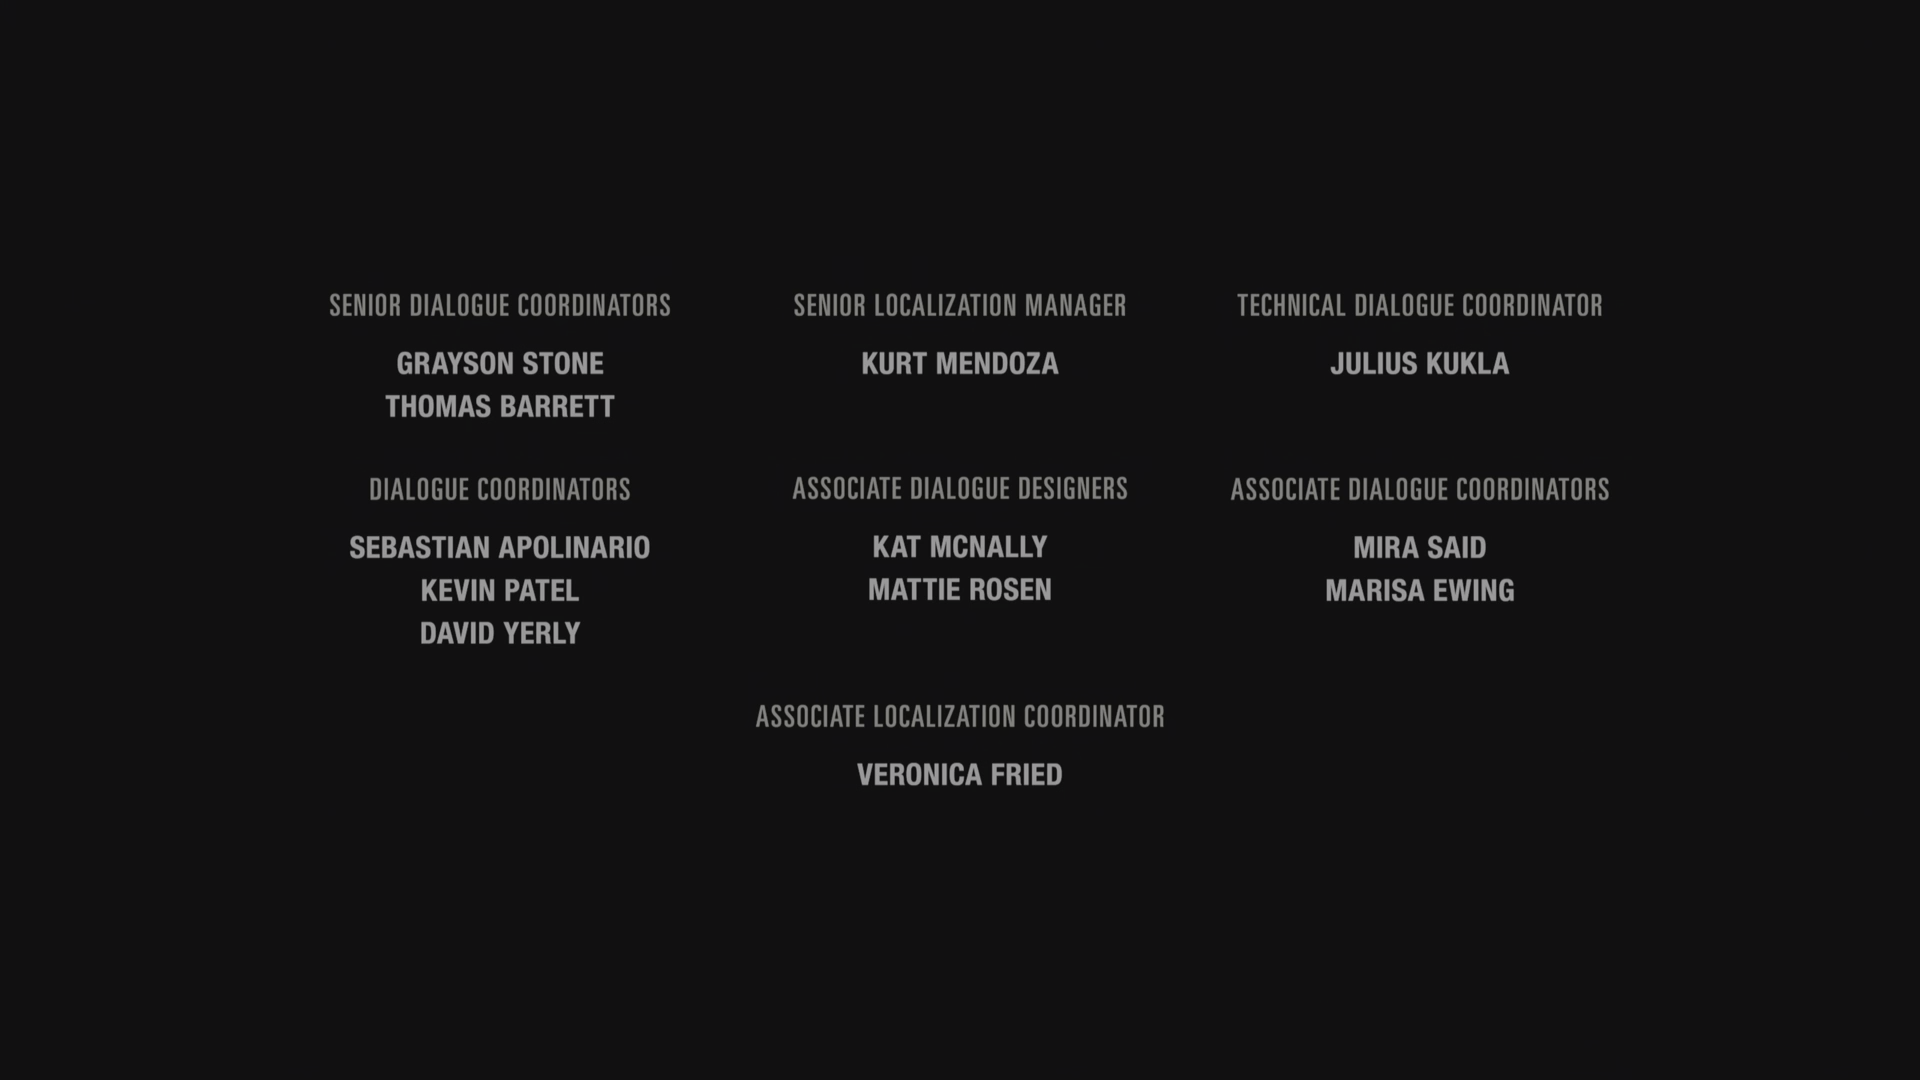 SENIOR DIALOGUE COORDINATORS
GRAYSON STONE
THOMAS BARRETT
SENIOR LOCALIZATION MANAGER
KURT MENDOZA
TECHNICAL DIALOGUE COORDINATOR
JULIUS KUKLA
DIALOGUE COORDINATORS
SEBASTIAN APOLINARIO
KEVIN PATEL
DAVID YERLY
ASSOCIATE DIALOGUE DESIGNERS
KAT MCNALLY
MATTIE ROSEN
ASSOCIATE DIALOGUE COORDINATORS
MIRA SAID
MARISA EWING
ASSOCIATE LOCALIZATION COORDINATOR
VERONICA FRIED